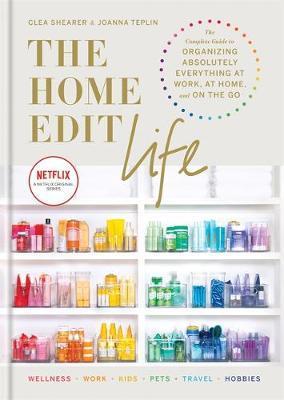 CLEA SHEARER & JOANNA TEPLIN
THE
HOME
EDIT
life
The
Complete Guide to
ORGANIZING
ABSOLUTELY
EVERYTHING AT
WORK, AT HOME,
and ON THE GO
NETFLIX
A NETFLIX ORIGINAL
SERIES
WELLNESS • WORK • KIDS • PETS • TRAVEL • HOBBIES